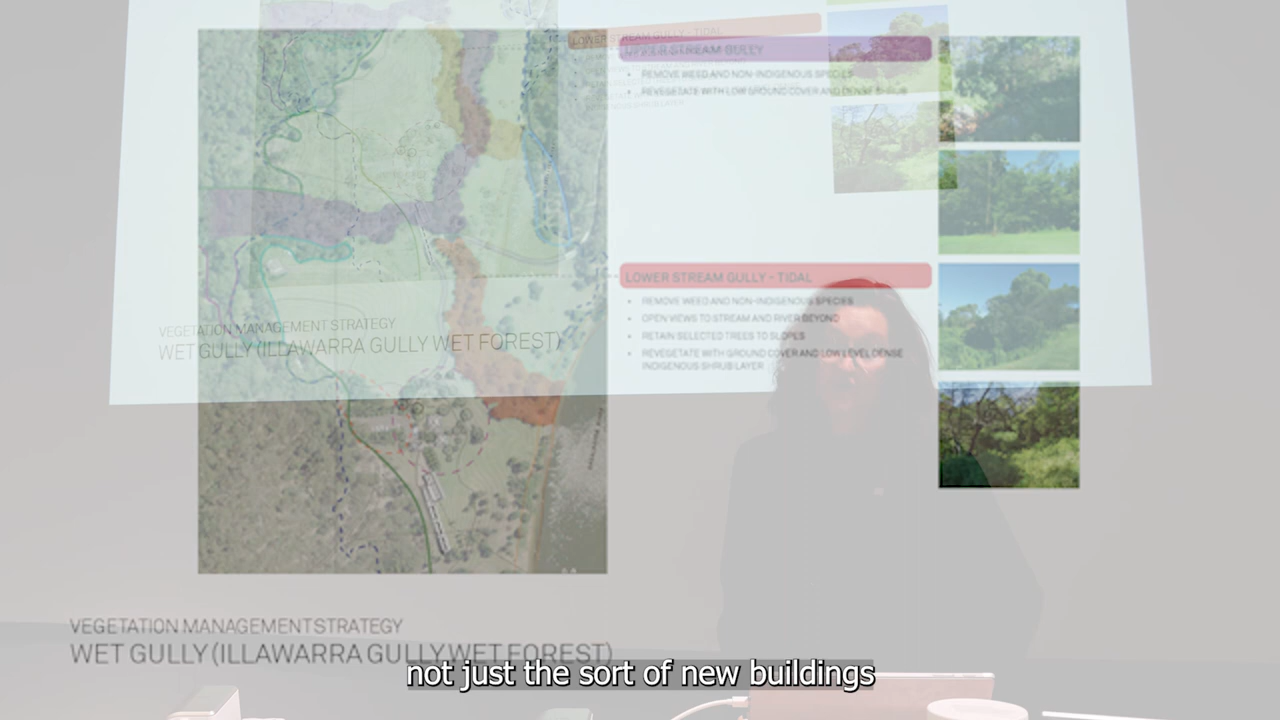 LOWER STREAM GULLY - TIDAL
UPPER STREAM GULLY
• REMOVE WEED AND NON-INDIGENOUS SPECIES
• REVEGETATE WITH LOW GROUND COVER AND DENSE SHRUB
LOWER STREAM GULLY - TIDAL
• REMOVE WEED AND NON-INDIGENOUS SPECIES
• OPEN VIEWS TO STREAM AND RIVER BEYOND
• RETAIN SELECTED TREES TO SLOPES
• REVEGETATE WITH GROUND COVER AND LOW LEVEL DENSE
INDIGENOUS SHRUB LAYER
VEGETATION MANAGEMENT STRATEGY
WET GULLY (ILLAWARRA GULLY WET FOREST)
VEGETATION MANAGEMENT STRATEGY
WET GULLY (ILLAWARRA GULLY WET FOREST)
not just the sort of new buildings